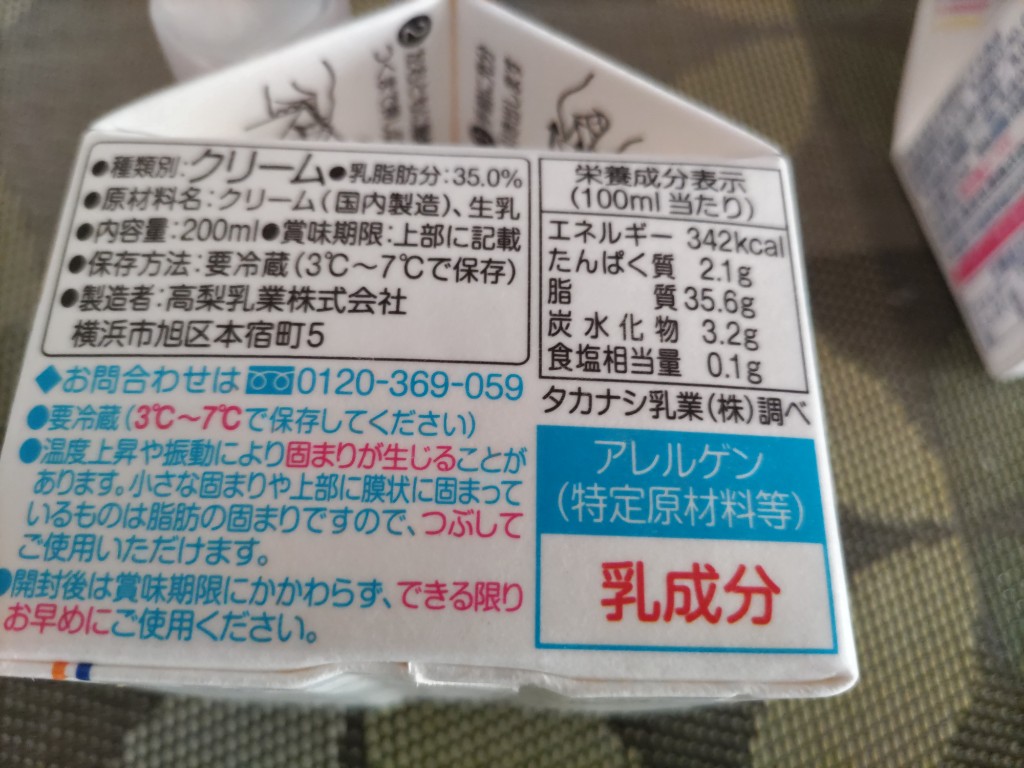 ●種類別:クリーム●乳脂肪分:35.0%
●原材料名:クリーム(国内製造)、生乳
●内容量:200ml●賞味期限:上部に記載
●保存方法:要冷蔵(3℃～7℃で保存)
●製造者:高梨乳業株式会社
横浜市旭区本宿町5
◆お問合わせは 0120-369-059
●要冷蔵(3℃～7℃で保存してください)
●温度上昇や振動により固まりが生じることが
あります。小さな固まりや上部に膜状に固まって
いるものは脂肪の固まりですので、つぶして
ご使用いただけます。
●開封後は賞味期限にかかわらず、できる限り
お早めにご使用ください。
栄養成分表示
(100ml当たり)
エネルギー 342kcal
たんぱく質 2.1g
脂質 35.6g
炭水化物 3.2g
食塩相当量 0.1g
タカナシ乳業(株)調べ
アレルゲン
(特定原材料等)
乳成分